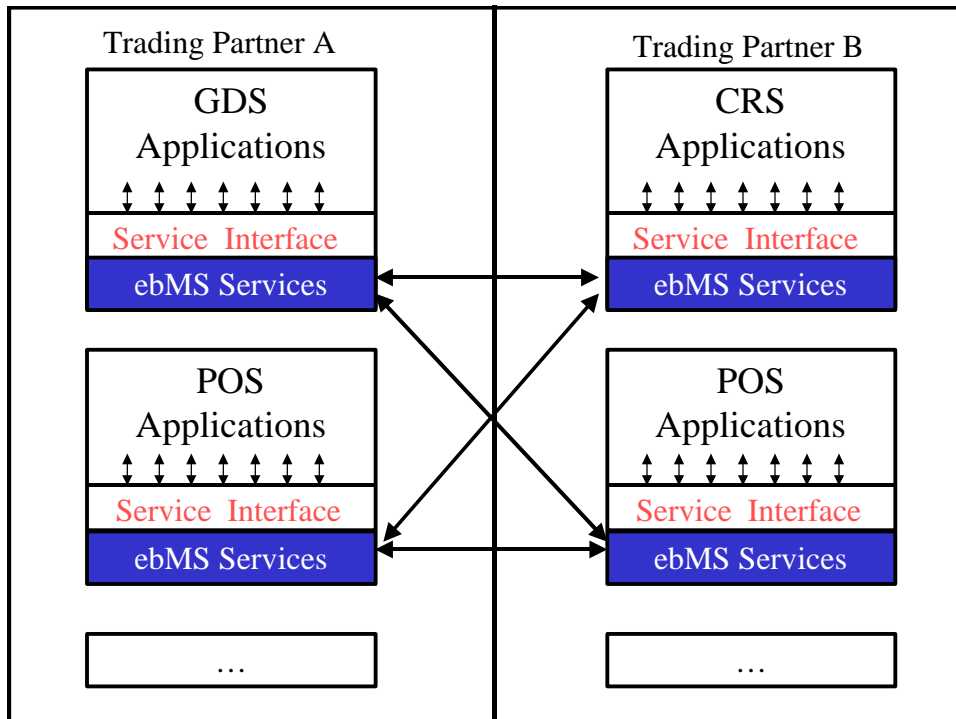 Trading Partner A
GDS
Applications
Service Interface
ebMS Services
POS
Applications
Service Interface
ebMS Services
…
Trading Partner B
CRS
Applications
Service Interface
ebMS Services
POS
Applications
Service Interface
ebMS Services
…